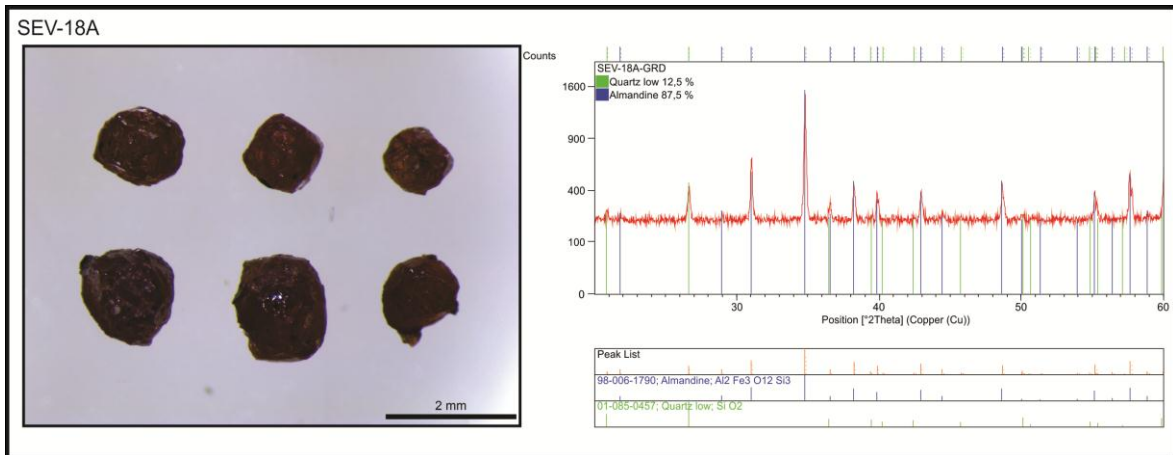 SEV-18A
2 mm
Counts
SEV-18A-GRD
Quartz low 12,5 %
Almandine 87,5 %
1600
900
400
100
0
30 40 50 60
Position [°2Theta] (Copper (Cu))
Peak List
98-006-1790; Almandine; Al2 Fe3 O12 Si3
01-085-0457; Quartz low; Si O2